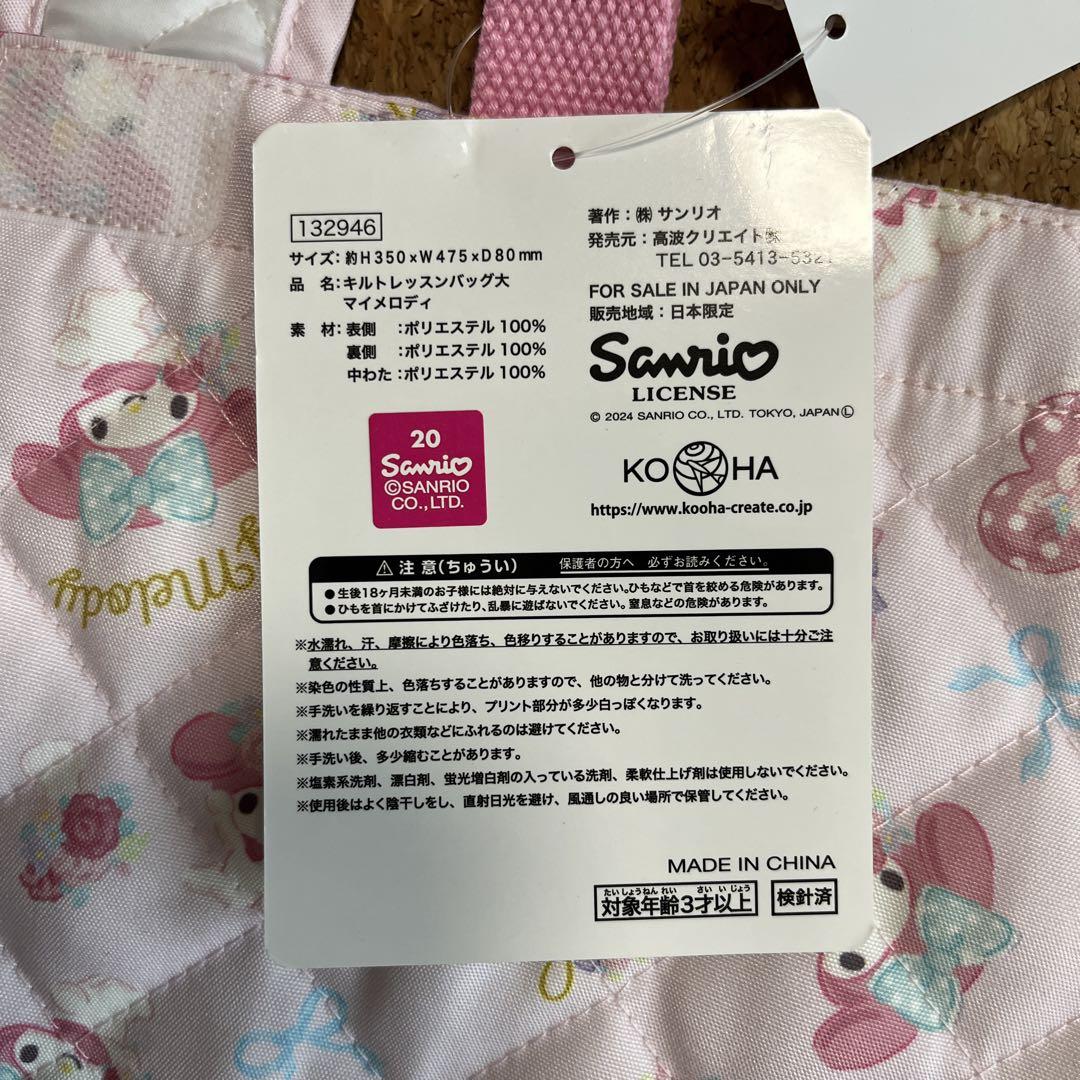 132946
サイズ：約H350×W475×D80mm
品　名：キルトレッスンバッグ大
マイメロディ
素　材：表側　：ポリエステル100%
裏側　：ポリエステル100%
中わた：ポリエステル100%
20
Sanrio
©SANRIO
CO.,LTD.
著作：㈱ サンリオ
発売元：高波クリエイト㈱
TEL 03-5413-5321
FOR SALE IN JAPAN ONLY
販売地域：日本限定
Sanrio
LICENSE
© 2024 SANRIO CO., LTD. TOKYO, JAPAN Ⓛ
KOOHA
https://www.kooha-create.co.jp
⚠ 注 意（ちゅうい）　保護者の方へ　必ずお読みください。
●生後18ヶ月未満のお子様には絶対に与えないでください。ひもなどで首を絞める危険があります。
●ひもを首にかけてふざけたり、乱暴に遊ばないでください。窒息などの危険があります。
※水濡れ、汗、摩擦により色落ち、色移りすることがありますので、お取り扱いには十分ご注
意ください。
※染色の性質上、色落ちすることがありますので、他の物と分けて洗ってください。
※手洗いを繰り返すことにより、プリント部分が多少白っぽくなります。
※濡れたまま他の衣類などにふれるのは避けてください。
※手洗い後、多少縮むことがあります。
※塩素系洗剤、漂白剤、蛍光増白剤の入っている洗剤、柔軟仕上げ剤は使用しないでください。
※使用後はよく陰干しをし、直射日光を避け、風通しの良い場所で保管してください。
MADE IN CHINA
たいしょうねんれい　さい いじょう
対象年齢3才以上
検針済
Melody